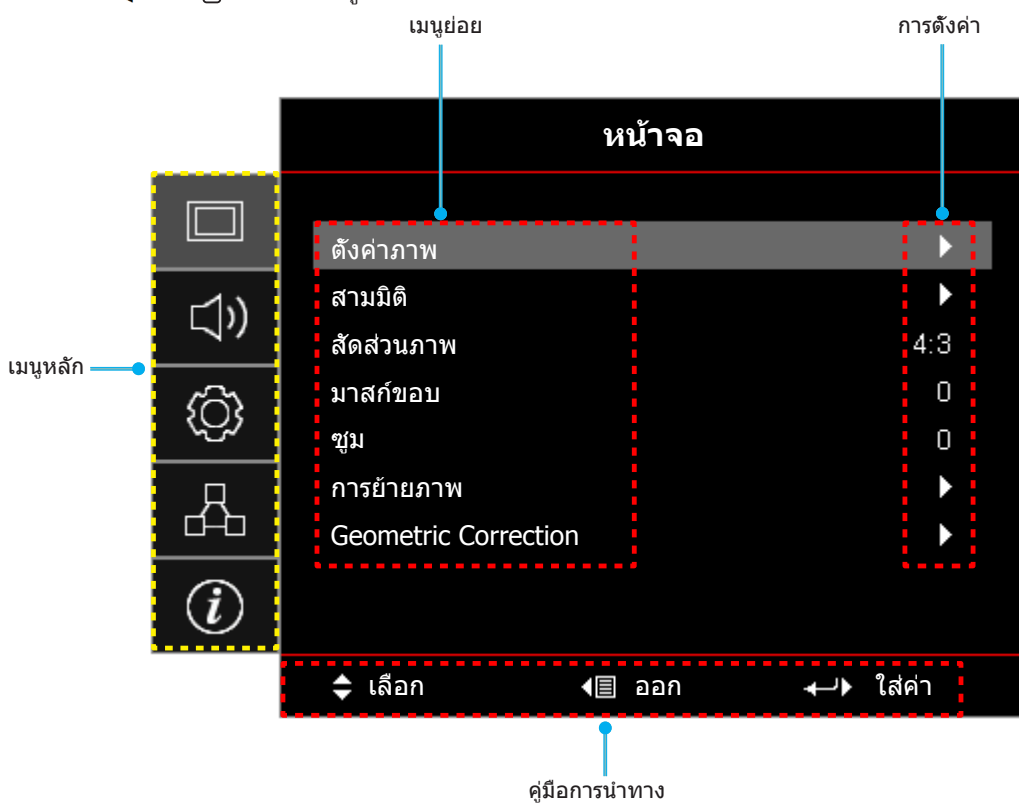 เมนูย่อย
การตั้งค่า
หน้าจอ
ตั้งค่าภาพ
สามมิติ
สัดส่วนภาพ 4:3
มาสก์ขอบ 0
ซูม 0
การย้ายภาพ
Geometric Correction
เมนูหลัก
เลือก ออก ใส่ค่า
คู่มือการนำทาง